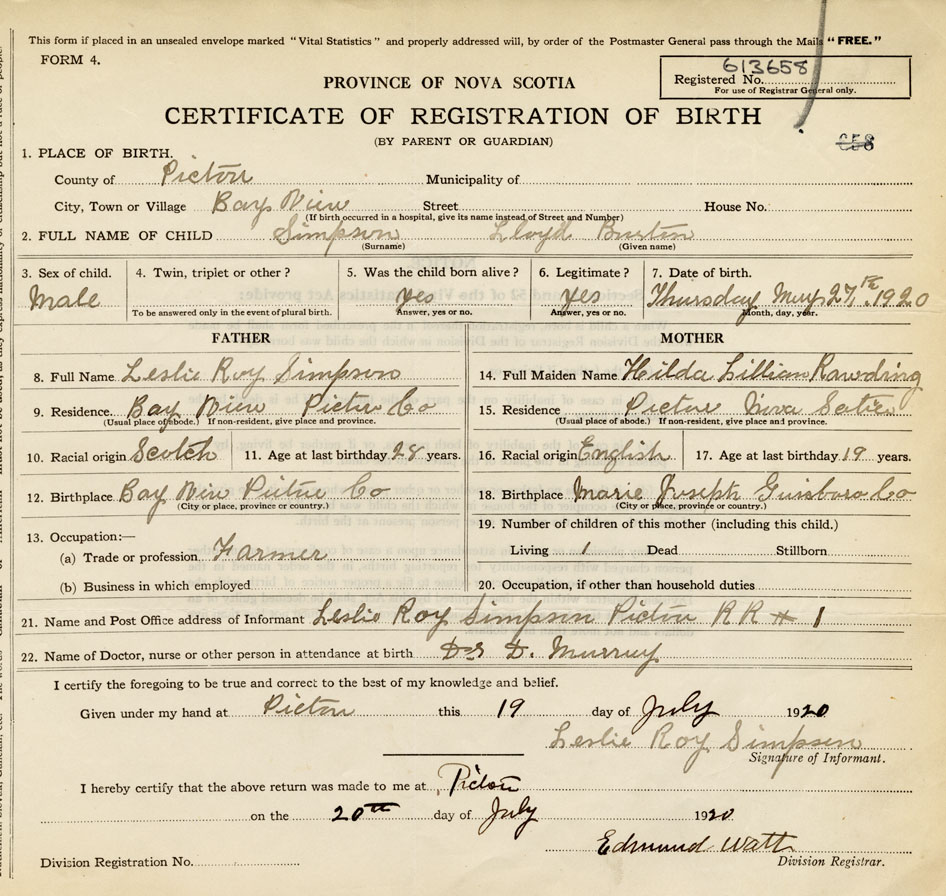 This form if placed in an unsealed envelope marked "Vital Statistics" and properly addressed will, by order of the Postmaster General pass through the Mails "FREE."
FORM 4.
613658
Registered No.
For use of Registrar General only.
PROVINCE OF NOVA SCOTIA
CERTIFICATE OF REGISTRATION OF BIRTH
(BY PARENT OR GUARDIAN)
658
1. PLACE OF BIRTH.
County of Pictou Municipality of
City, Town or Village Bay View Street House No.
(If birth occurred in a hospital, give its name instead of Street and Number)
2. FULL NAME OF CHILD Simpson Lloyd Burton
(Surname) (Given name)
3. Sex of child. 4. Twin, triplet or other? 5. Was the child born alive? 6. Legitimate? 7. Date of birth.
Male yes yes Thursday May 27th 1920
To be answered only in the event of plural birth. Answer, yes or no. Answer, yes or no. Month, day, year.
FATHER MOTHER
8. Full Name Leslie Roy Simpson
9. Residence. Bay View Pictou Co
(Usual place of abode.) If non-resident, give place and province.
10. Racial origin Scotch 11. Age at last birthday 28 years.
12. Birthplace Bay View Pictou Co
(City or place, province or country.)
13. Occupation:—
(a) Trade or profession Farmer
(b) Business in which employed
14. Full Maiden Name Hilda Lillian Rawding
15. Residence Pictou Nova Scotia
(Usual place of abode.) If non-resident, give place and province.
16. Racial origin English 17. Age at last birthday 19 years.
18. Birthplace Marie Joseph Guisboro Co
(City or place, province or country.)
19. Number of children of this mother (including this child.)
Living 1 Dead Stillborn
20. Occupation, if other than household duties
21. Name and Post Office address of Informant Leslie Roy Simpson Pictou RR # 1
22. Name of Doctor, nurse or other person in attendance at birth D. Murray
I certify the foregoing to be true and correct to the best of my knowledge and belief.
Given under my hand at Pictou this 19 day of July 1920
Leslie Roy Simpson
Signature of Informant.
I hereby certify that the above return was made to me at Pictou
on the 20th day of July 1920
Edmund Watt
Division Registrar.
Division Registration No.